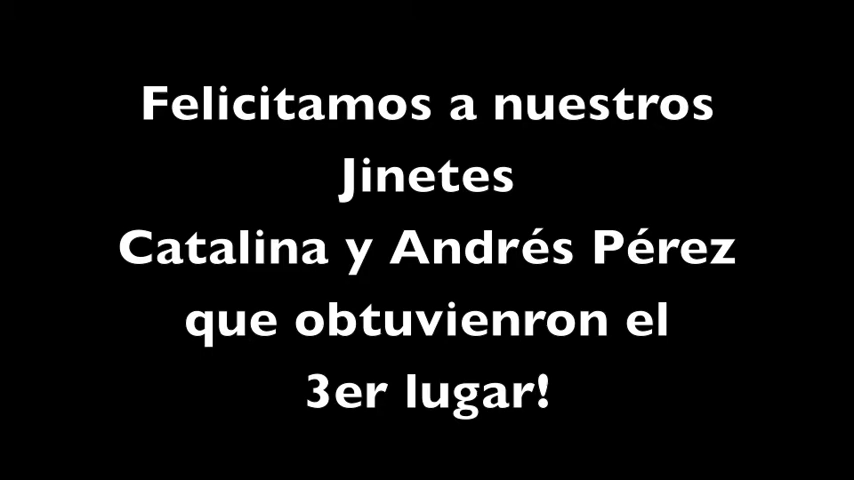 Felicitamos a nuestros
Jinetes
Catalina y Andrés Pérez
que obtuvienron el
3er lugar!